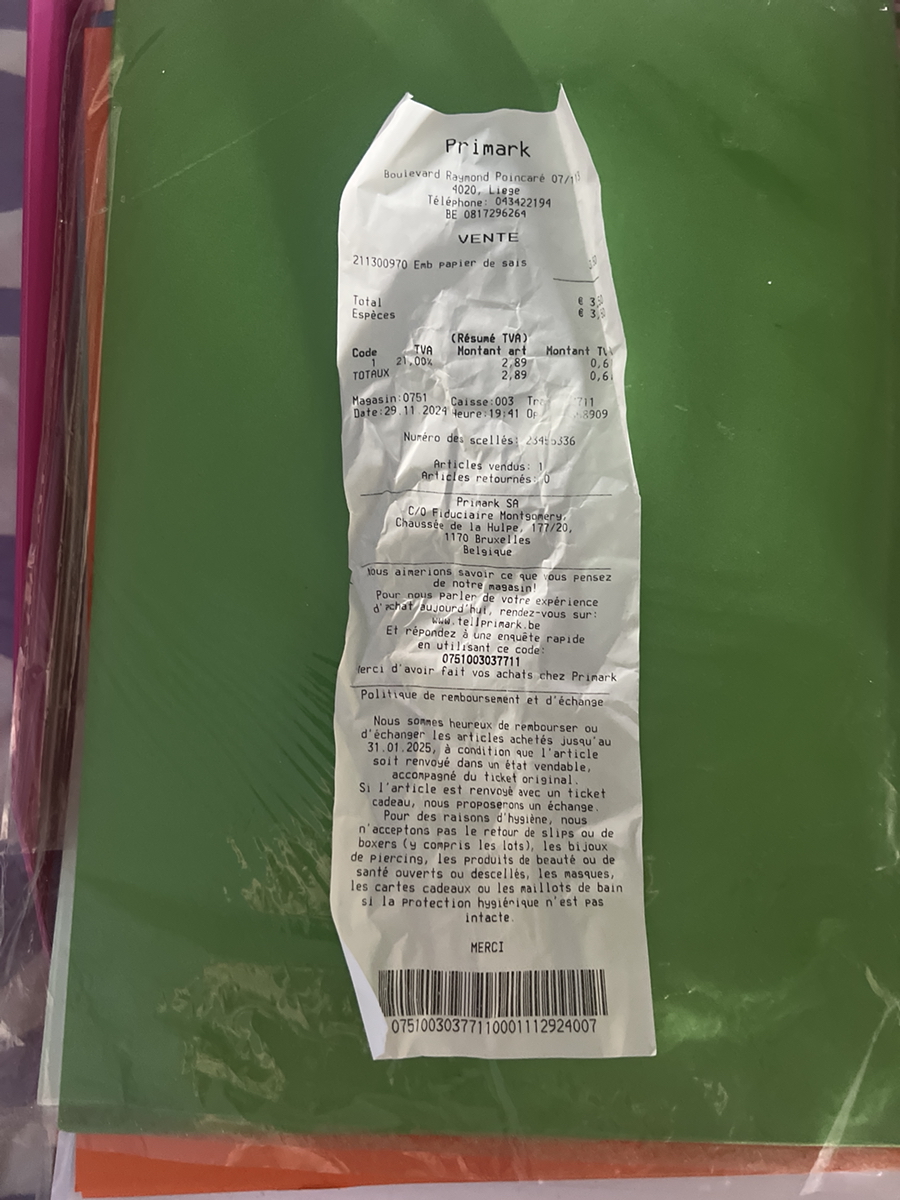 Primark
Boulevard Raymond Poincaré
4020, Liege
Téléphone: 043422194
BE 0817296264
VENTE
211300970 Emb papier de sais
Total € 3,
Espèces € 3,
(Résumé TVA)
Code TVA Montant art Montant
1 21,00% 2,89 0,6
TOTAUX 2,89 0,6
Magasin:0751 Caisse:003
Date:29.11.2024 Heure:19:41
Numéro des scellés:
Articles vendus: 1
Articles retournés: 0
Primark SA
C/O Fiduciaire Montgomery,
Chaussée de la Hulpe, 177/20,
1170 Bruxelles
Belgique
Nous aimerions savoir ce que vous pensez
de notre magasin!
Pour nous parler de votre expérience
d'achat aujourd'hui, rendez-vous sur:
www.tellprimark.be
Et répondez à une enquête rapide
en utilisant ce code:
0751003037711
Merci d'avoir fait vos achats chez Primark
Politique de remboursement et d'échange
Nous sommes heureux de rembourser ou
d'échanger les articles achetés jusqu'au
31.01.2025, à condition que l'article
soit renvoyé dans un état vendable,
accompagné du ticket original.
Si l'article est renvoyé avec un ticket
cadeau, nous proposerons un échange.
Pour des raisons d'hygiène, nous
n'acceptons pas le retour de slips ou de
boxers (y compris les lots), les bijoux
de piercing, les produits de beauté ou de
santé ouverts ou descellés, les masques,
les cartes cadeaux ou les maillots de bain
si la Protection hygiénique n'est pas
intacte.
MERCI
07510030377110001112924007